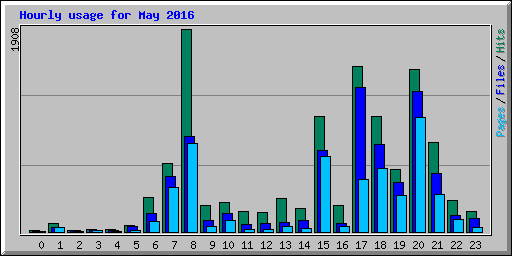 Hourly usage for May 2016
1908
Pages / Files / Hits
0 1 2 3 4 5 6 7 8 9 10 11 12 13 14 15 16 17 18 19 20 21 22 23